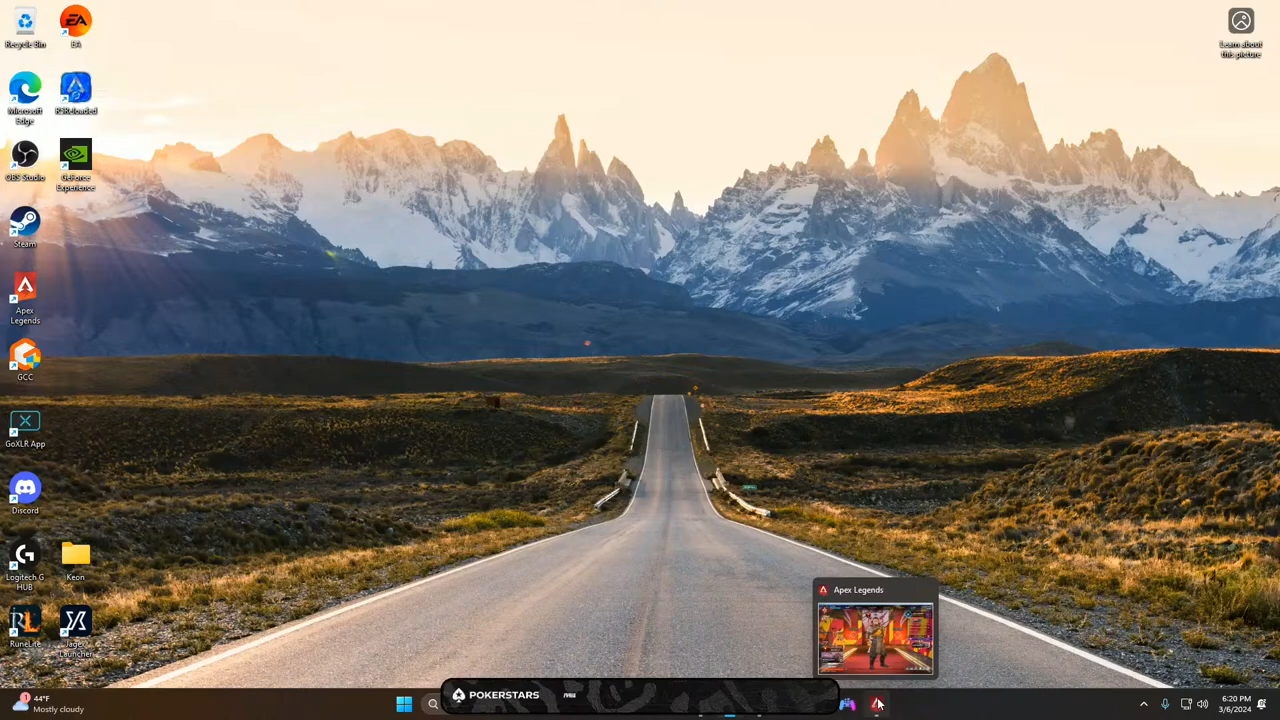 Recycle Bin
EA
Learn about
this picture
Microsoft
Edge
RSReloaded
OBS Studio
GeForce
Experience
Steam
Apex
Legends
GCC
GoXLR App
Discord
Logitech G
HUB
Keon
RuneLite
Jagex
Launcher
Apex Legends
44°F
Mostly cloudy
POKERSTARS
6:20 PM
3/6/2024